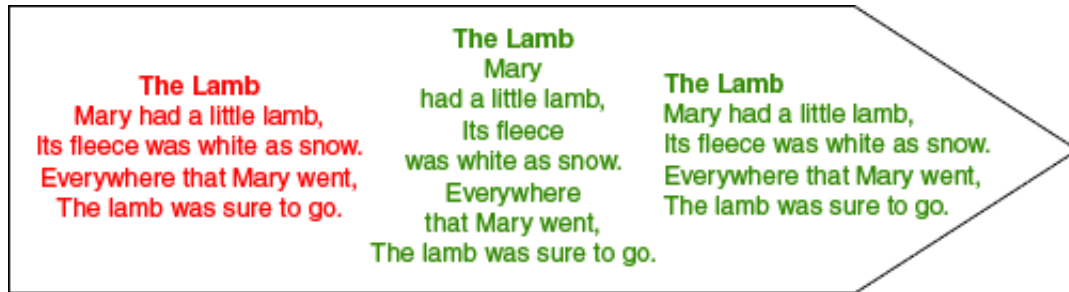 The Lamb
Mary had a little lamb,
Its fleece was white as snow.
Everywhere that Mary went,
The lamb was sure to go.
The Lamb
Mary
had a little lamb,
Its fleece
was white as snow.
Everywhere
that Mary went,
The lamb was sure to go.
The Lamb
Mary had a little lamb,
Its fleece was white as snow.
Everywhere that Mary went,
The lamb was sure to go.